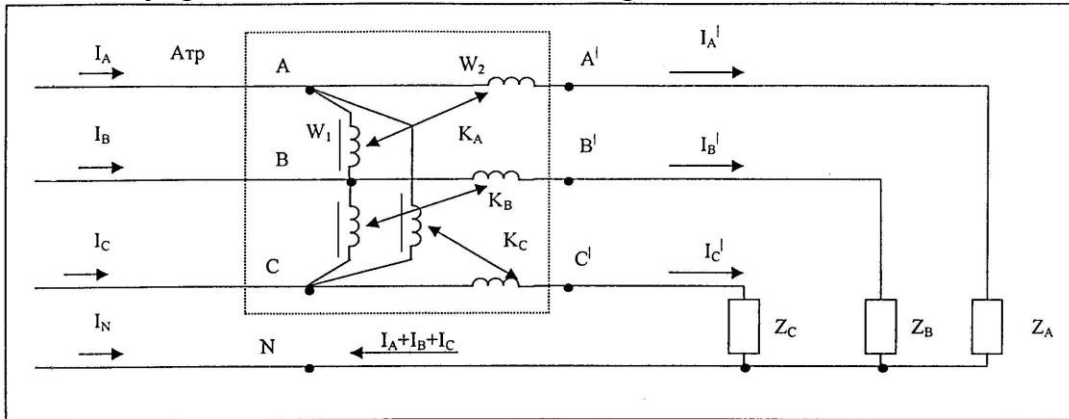 I_A Атр A W_2 A^| I_A^|
I_B W_1 K_A
B B^| I_B^|
K_B
I_C K_C
C C^| I_C^|
I_N Z_C Z_B Z_A
N I_A+I_B+I_C